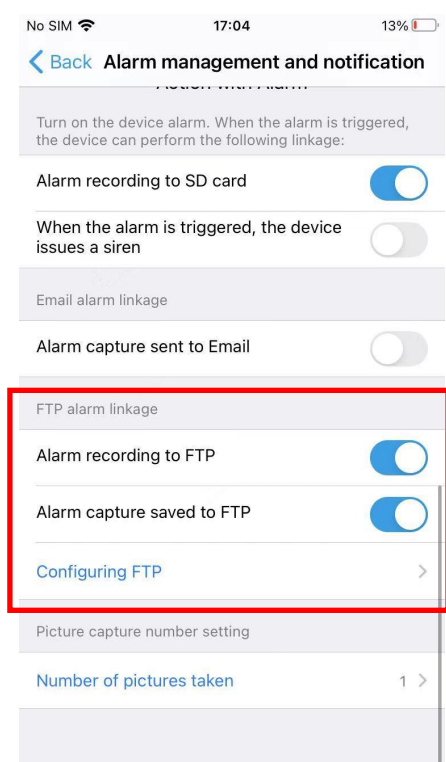 No SIM 17:04 13%
Back Alarm management and notification
Action with Alarm
Turn on the device alarm. When the alarm is triggered,
the device can perform the following linkage:
Alarm recording to SD card
When the alarm is triggered, the device
issues a siren
Email alarm linkage
Alarm capture sent to Email
FTP alarm linkage
Alarm recording to FTP
Alarm capture saved to FTP
Configuring FTP
Picture capture number setting
Number of pictures taken 1